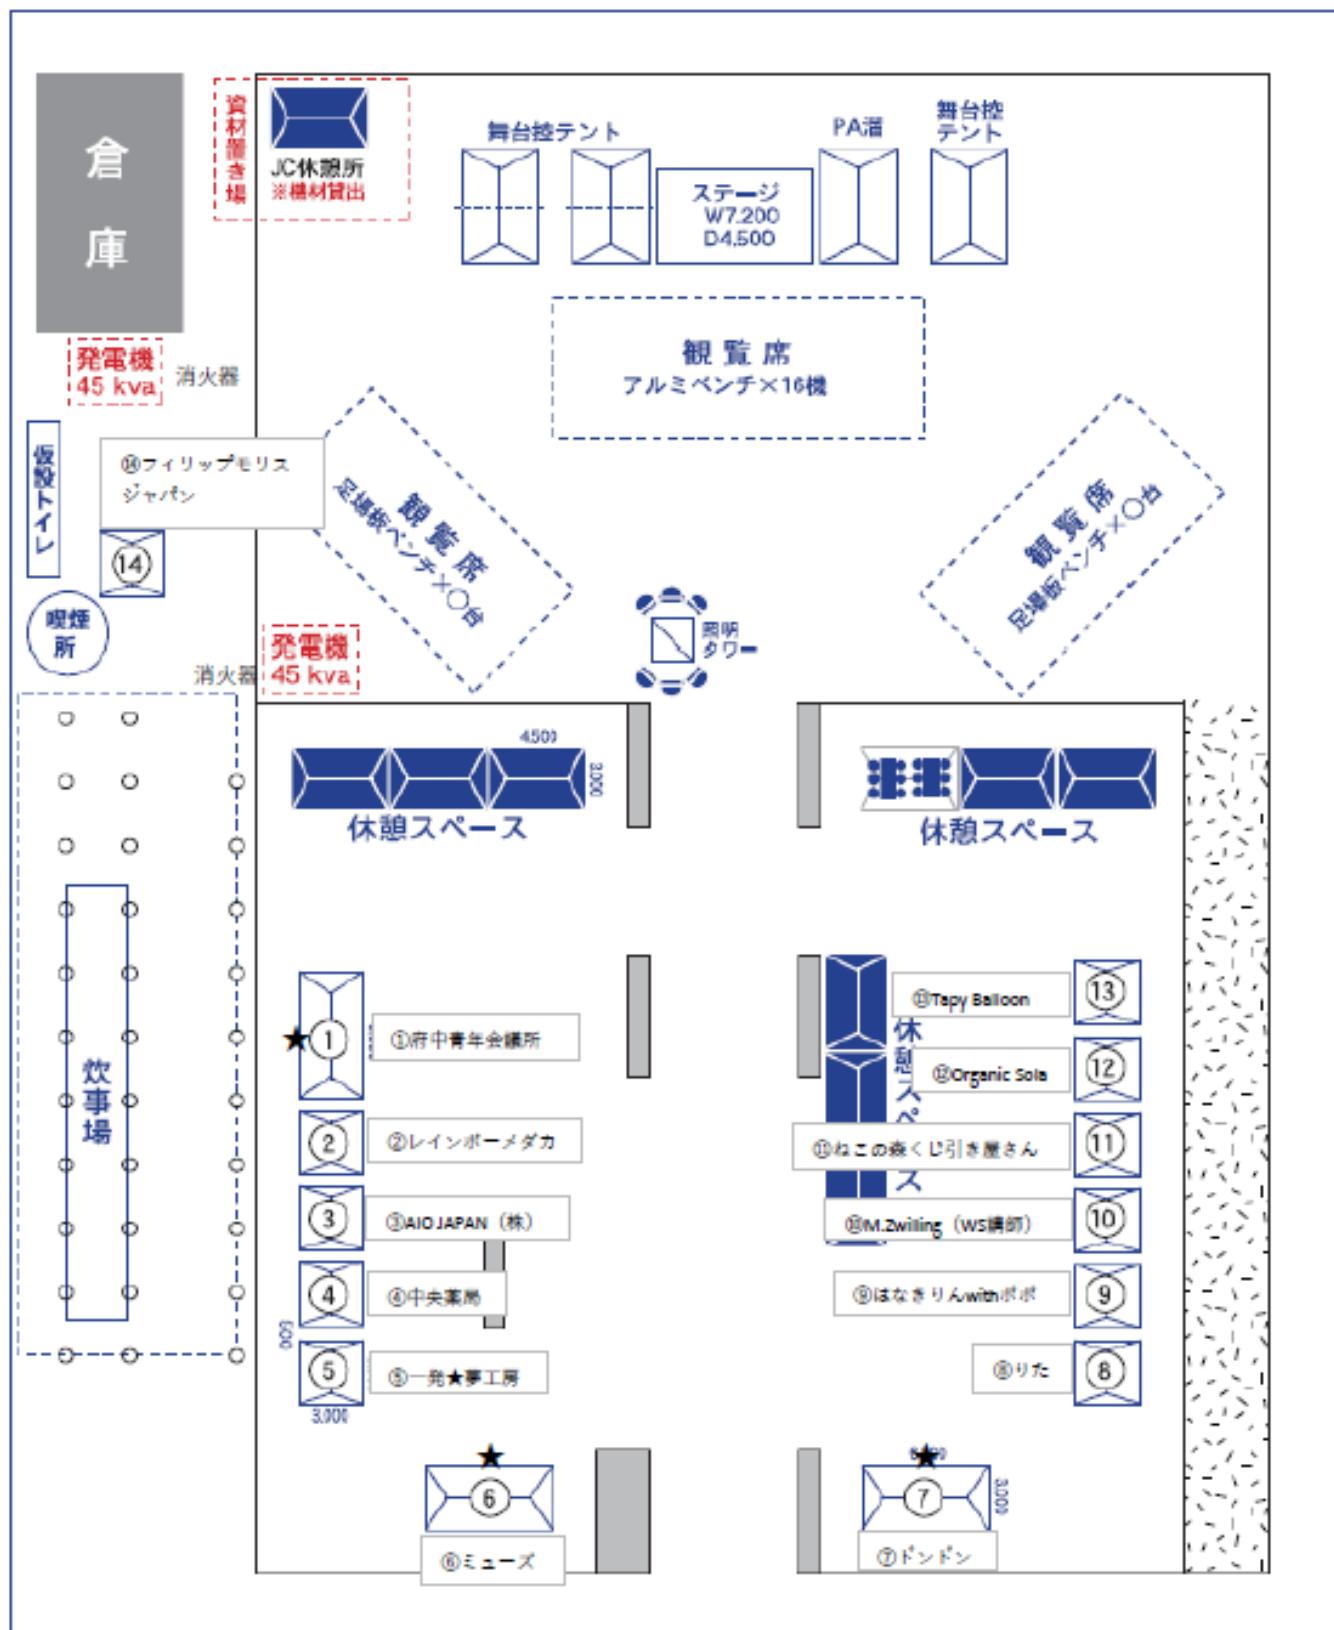 倉
庫
資材置き場
JC休憩所
※機材貸出
舞台控テント
ステージ
W7.200
D4.500
PA溜
舞台控
テント
観覧席
アルミベンチ×16機
発電機
45 kva
消火器
仮設トイレ
⑭フィリップモリス
ジャパン
14
喫煙
所
観覧席
足場板ベンチ×〇台
観覧席
足場板ベンチ×〇台
照明
タワー
発電機
45 kva
消火器
4.500
3.000
休憩スペース
休憩スペース
炊事場
★
1
①府中青年会議所
2
②レインボーメダカ
3
③AIO JAPAN（株）
4
④中央薬局
5
⑤一発★夢工房
3.000
休憩スペース
⑬Tapy Balloon
13
⑫Organic Sola
12
⑪ねこの森くじ引き屋さん
11
⑩M.Zwilling（WS講師）
10
⑨はなきりんwithポポ
9
⑧りた
8
★
6
⑥ミューズ
★
7
3.000
⑦ドンドン